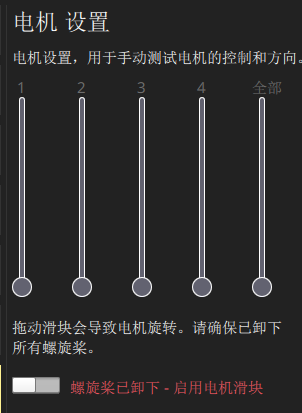 电机 设置
电机设置，用于手动测试电机的控制和方向。
1 2 3 4 全部
拖动滑块会导致电机旋转。请确保已卸下
所有螺旋桨。
螺旋桨已卸下 - 启用电机滑块